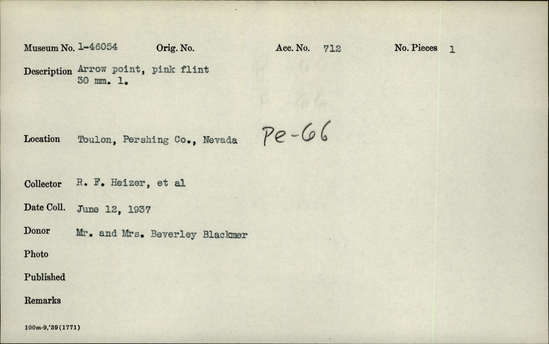 Museum No. 1-46054 Orig. No. Acc. No. 712 No. Pieces 1
Description Arrow point, pink flint
30 mm. l.
Location Toulon, Pershing Co., Nevada Pe-66
Collector R. F. Heizer, et al
Date Coll. June 12, 1937
Donor Mr. and Mrs. Beverley Blackmer
Photo
Published
Remarks
100m-9,'39(1771)